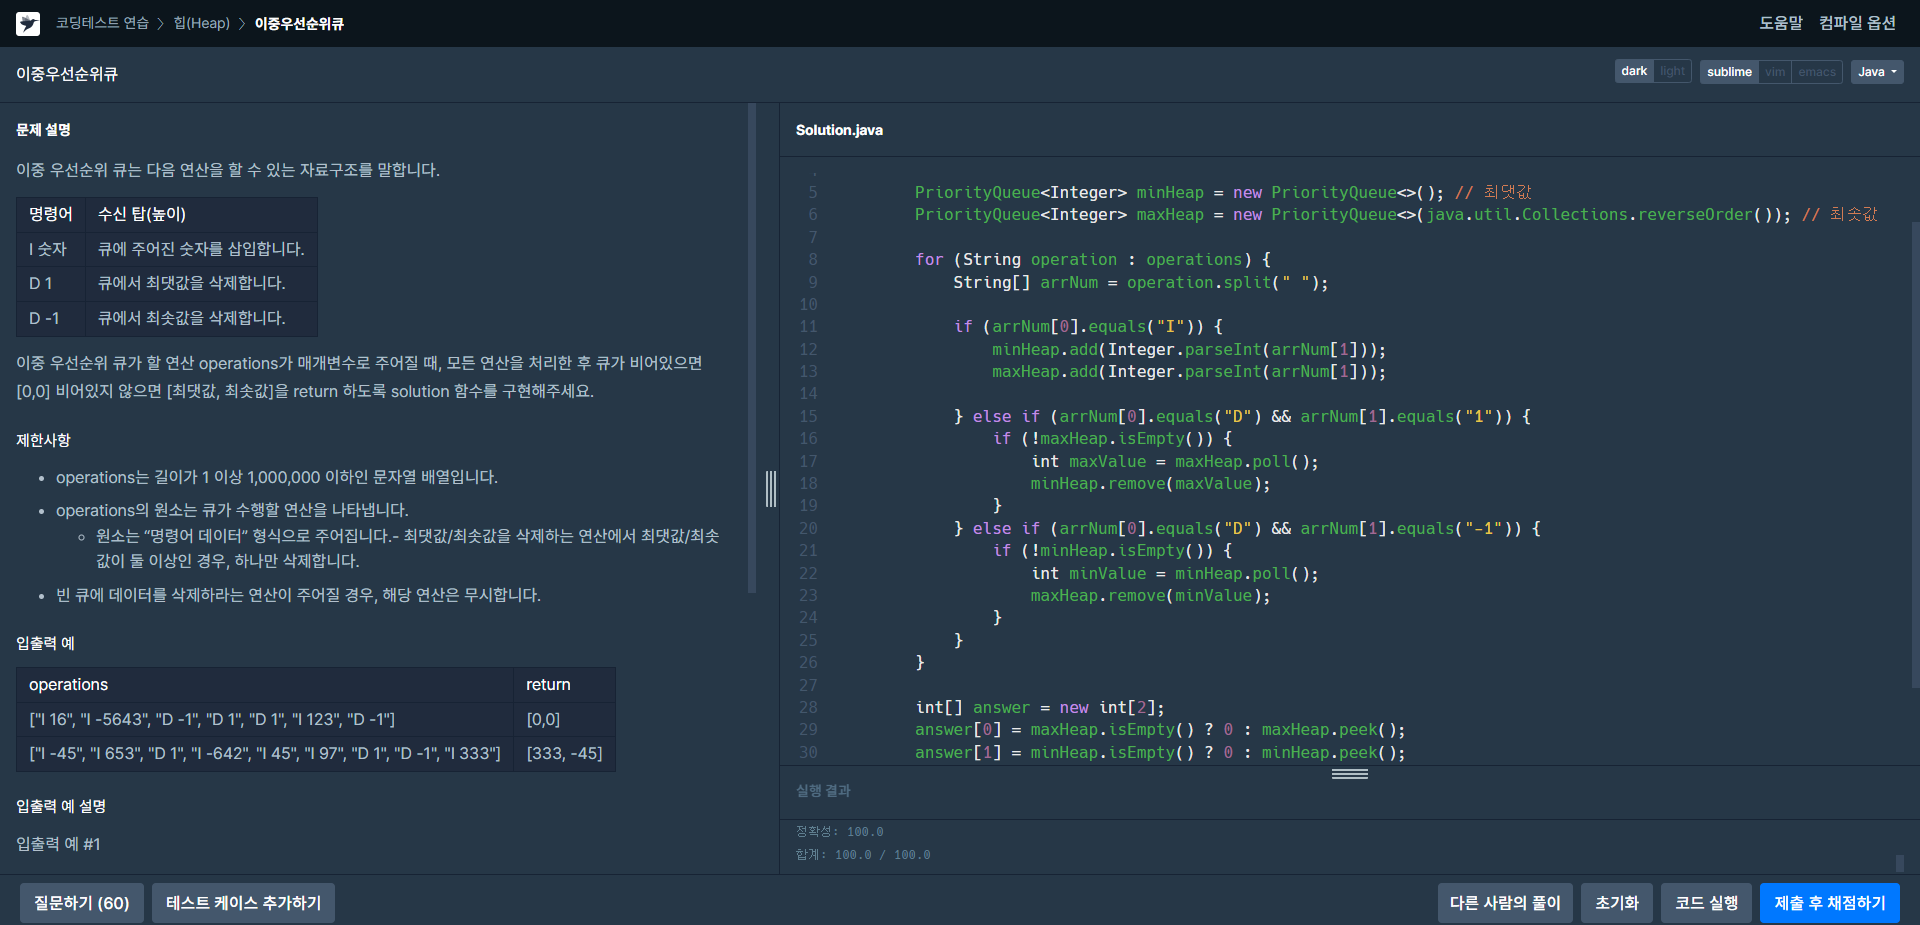 코딩테스트 연습 > 힙(Heap) > 이중우선순위큐
도움말 컴파일 옵션
이중우선순위큐
dark light sublime vim emacs Java
문제 설명
이중 우선순위 큐는 다음 연산을 할 수 있는 자료구조를 말합니다.
명령어 수신 탑(높이)
I 숫자 큐에 주어진 숫자를 삽입합니다.
D 1 큐에서 최댓값을 삭제합니다.
D -1 큐에서 최솟값을 삭제합니다.
이중 우선순위 큐가 할 연산 operations가 매개변수로 주어질 때, 모든 연산을 처리한 후 큐가 비어있으면
[0,0] 비어있지 않으면 [최댓값, 최솟값]을 return 하도록 solution 함수를 구현해주세요.
제한사항
• operations는 길이가 1 이상 1,000,000 이하인 문자열 배열입니다.
• operations의 원소는 큐가 수행할 연산을 나타냅니다.
◦ 원소는 “명령어 데이터” 형식으로 주어집니다.- 최댓값/최솟값을 삭제하는 연산에서 최댓값/최솟
값이 둘 이상인 경우, 하나만 삭제합니다.
• 빈 큐에 데이터를 삭제하라는 연산이 주어질 경우, 해당 연산은 무시합니다.
입출력 예
operations return
["I 16", "I -5643", "D -1", "D 1", "D 1", "I 123", "D -1"] [0,0]
["I -45", "I 653", "D 1", "I -642", "I 45", "I 97", "D 1", "D -1", "I 333"] [333, -45]
입출력 예 설명
입출력 예 #1
Solution.java
5 PriorityQueue<Integer> minHeap = new PriorityQueue<>(); // 최댓값
6 PriorityQueue<Integer> maxHeap = new PriorityQueue<>(java.util.Collections.reverseOrder()); // 최솟값
7
8 for (String operation : operations) {
9 String[] arrNum = operation.split(" ");
10
11 if (arrNum[0].equals("I")) {
12 minHeap.add(Integer.parseInt(arrNum[1]));
13 maxHeap.add(Integer.parseInt(arrNum[1]));
14
15 } else if (arrNum[0].equals("D") && arrNum[1].equals("1")) {
16 if (!maxHeap.isEmpty()) {
17 int maxValue = maxHeap.poll();
18 minHeap.remove(maxValue);
19 }
20 } else if (arrNum[0].equals("D") && arrNum[1].equals("-1")) {
21 if (!minHeap.isEmpty()) {
22 int minValue = minHeap.poll();
23 maxHeap.remove(minValue);
24 }
25 }
26 }
27
28 int[] answer = new int[2];
29 answer[0] = maxHeap.isEmpty() ? 0 : maxHeap.peek();
30 answer[1] = minHeap.isEmpty() ? 0 : minHeap.peek();
실행 결과
정확성: 100.0
합계: 100.0 / 100.0
질문하기 (60) 테스트 케이스 추가하기 다른 사람의 풀이 초기화 코드 실행 제출 후 채점하기